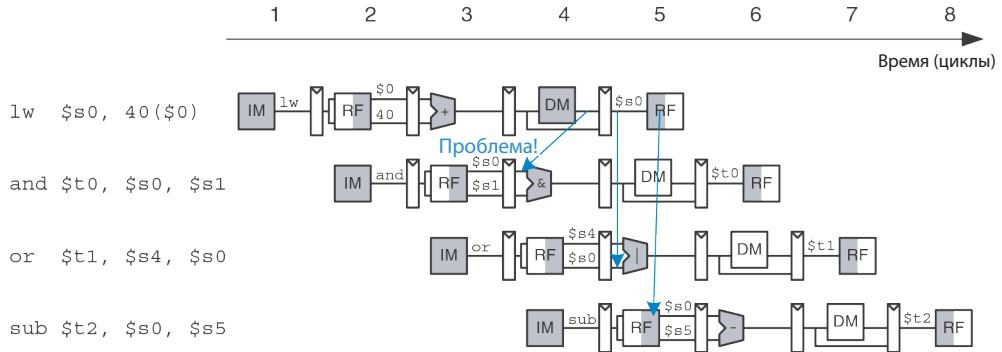 1 2 3 4 5 6 7 8
Время (циклы)
lw $s0, 40($0) IM lw RF $0 40 + DM $s0 RF
Проблема!
and $t0, $s0, $s1 IM and RF $s0 $s1 & DM $t0 RF
or $t1, $s4, $s0 IM or RF $s4 $s0 | DM $t1 RF
sub $t2, $s0, $s5 IM sub RF $s0 $s5 - DM $t2 RF